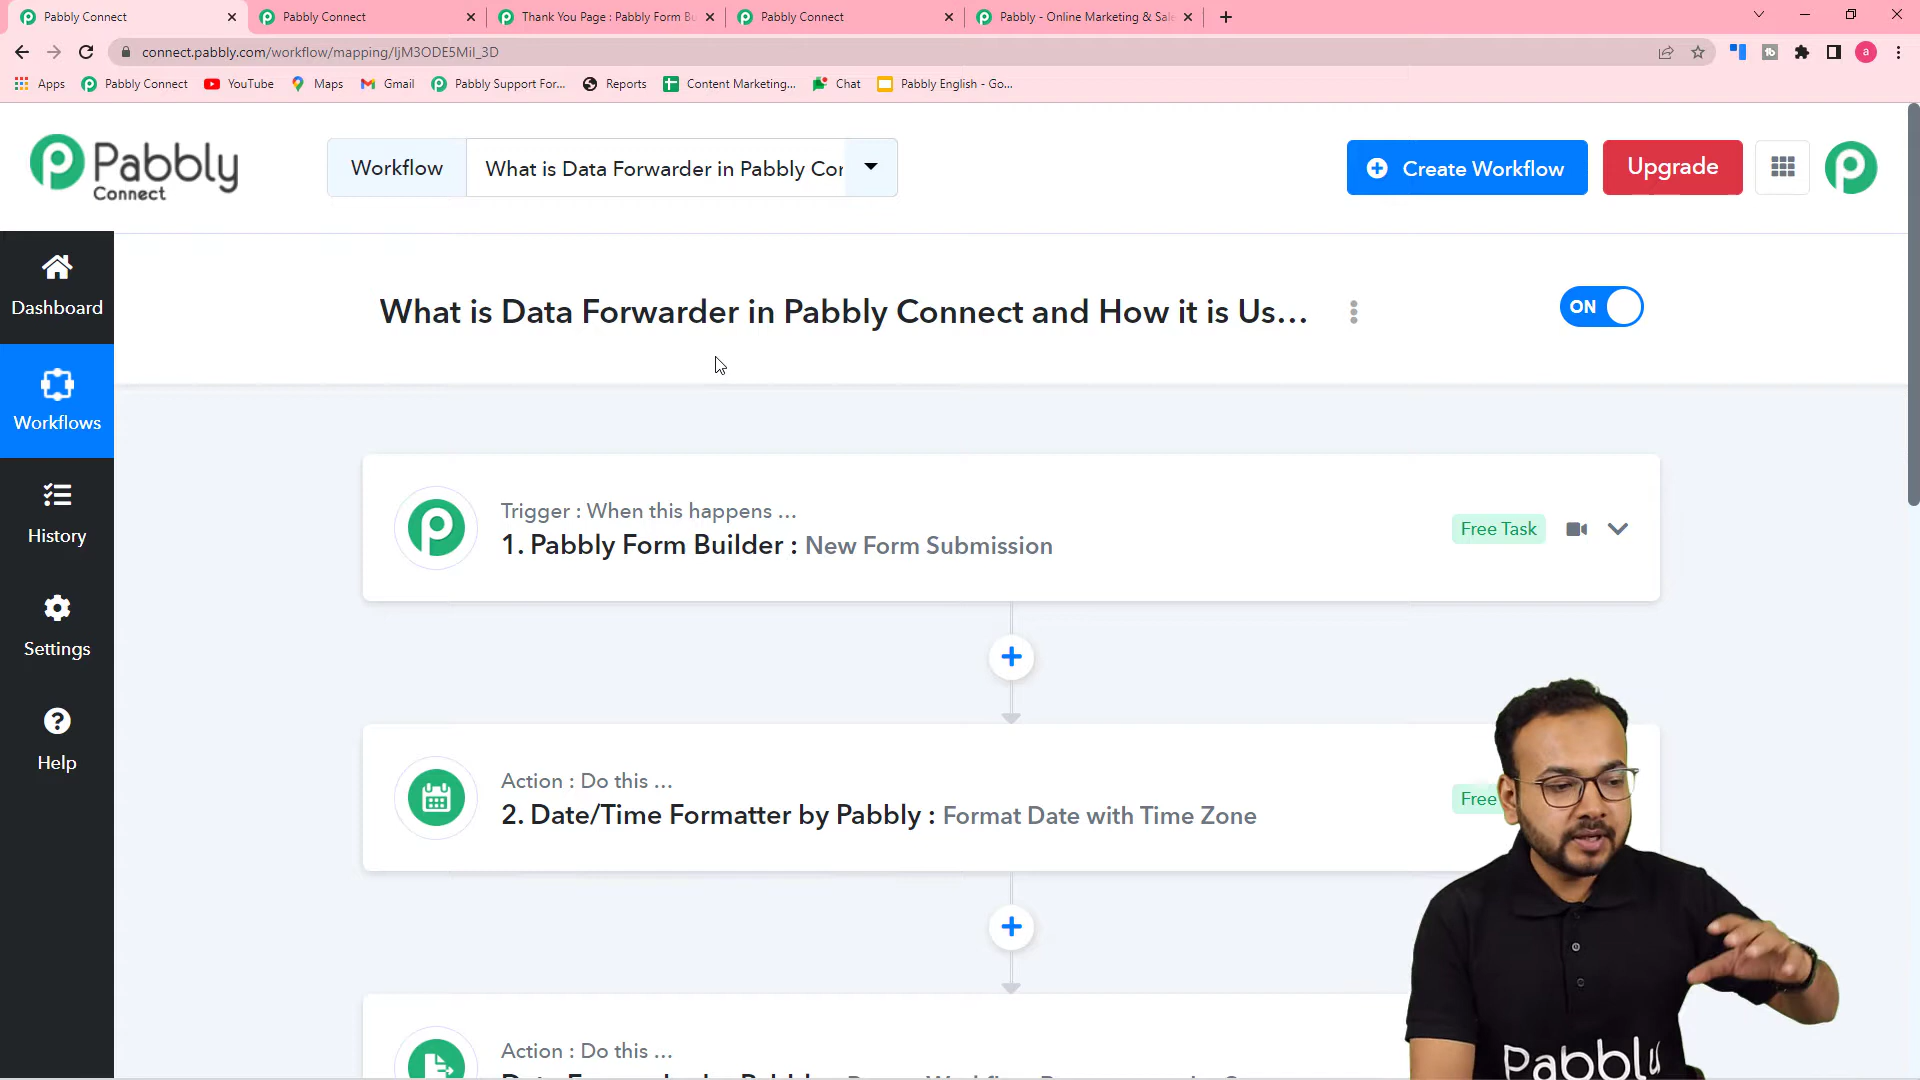 Pabbly Connect
Pabbly Connect
Thank You Page : Pabbly Form Bu
Pabbly Connect
Pabbly - Online Marketing & Sale
connect.pabbly.com/workflow/mapping/IjM3ODE5MiI_3D
Apps
Pabbly Connect
YouTube
Maps
Gmail
Pabbly Support For...
Reports
Content Marketing...
Chat
Pabbly English - Go...
a
Pabbly
Connect
Workflow
What is Data Forwarder in Pabbly Cor
Create Workflow
Upgrade
Dashboard
Workflows
History
Settings
Help
What is Data Forwarder in Pabbly Connect and How it is Us...
ON
Trigger : When this happens ...
1. Pabbly Form Builder : New Form Submission
Free Task
Action : Do this ...
2. Date/Time Formatter by Pabbly : Format Date with Time Zone
Free
Action : Do this ...
Pabbly